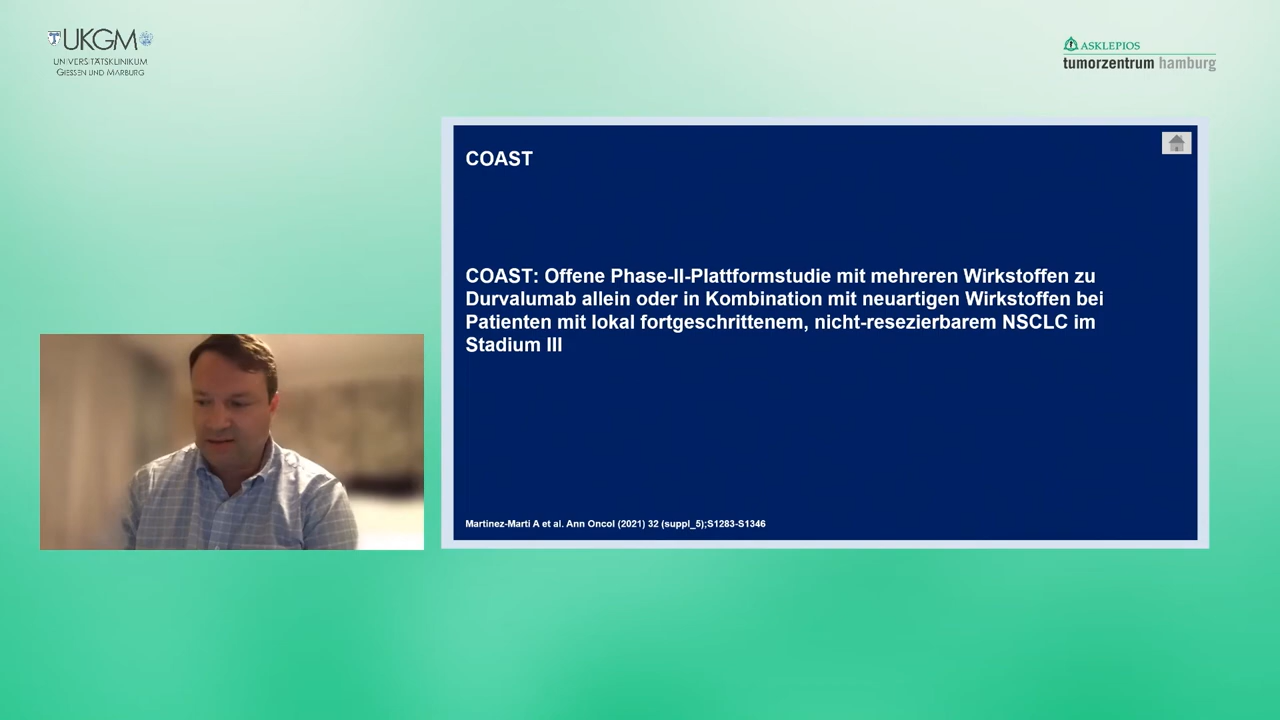 UKGM
UNIVERSITÄTSKLINIKUM
GIESSEN UND MARBURG
ASKLEPIOS
tumorzentrum hamburg
COAST
COAST: Offene Phase-II-Plattformstudie mit mehreren Wirkstoffen zu
Durvalumab allein oder in Kombination mit neuartigen Wirkstoffen bei
Patienten mit lokal fortgeschrittenem, nicht-resezierbarem NSCLC im
Stadium III
Martinez-Marti A et al. Ann Oncol (2021) 32 (suppl_5);S1283-S1346